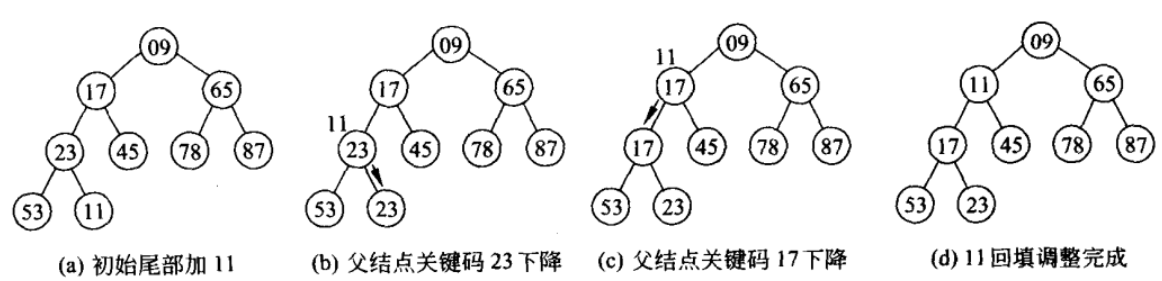 09 09 09 09
17 65 17 65 11 17 65 11 65
23 45 78 87 11 23 45 78 87 17 45 78 87 17 45 78 87
53 11 53 23 53 23 53 23
(a) 初始尾部加 11 (b) 父结点关键码 23 下降 (c) 父结点关键码 17 下降 (d) 11 回填调整完成